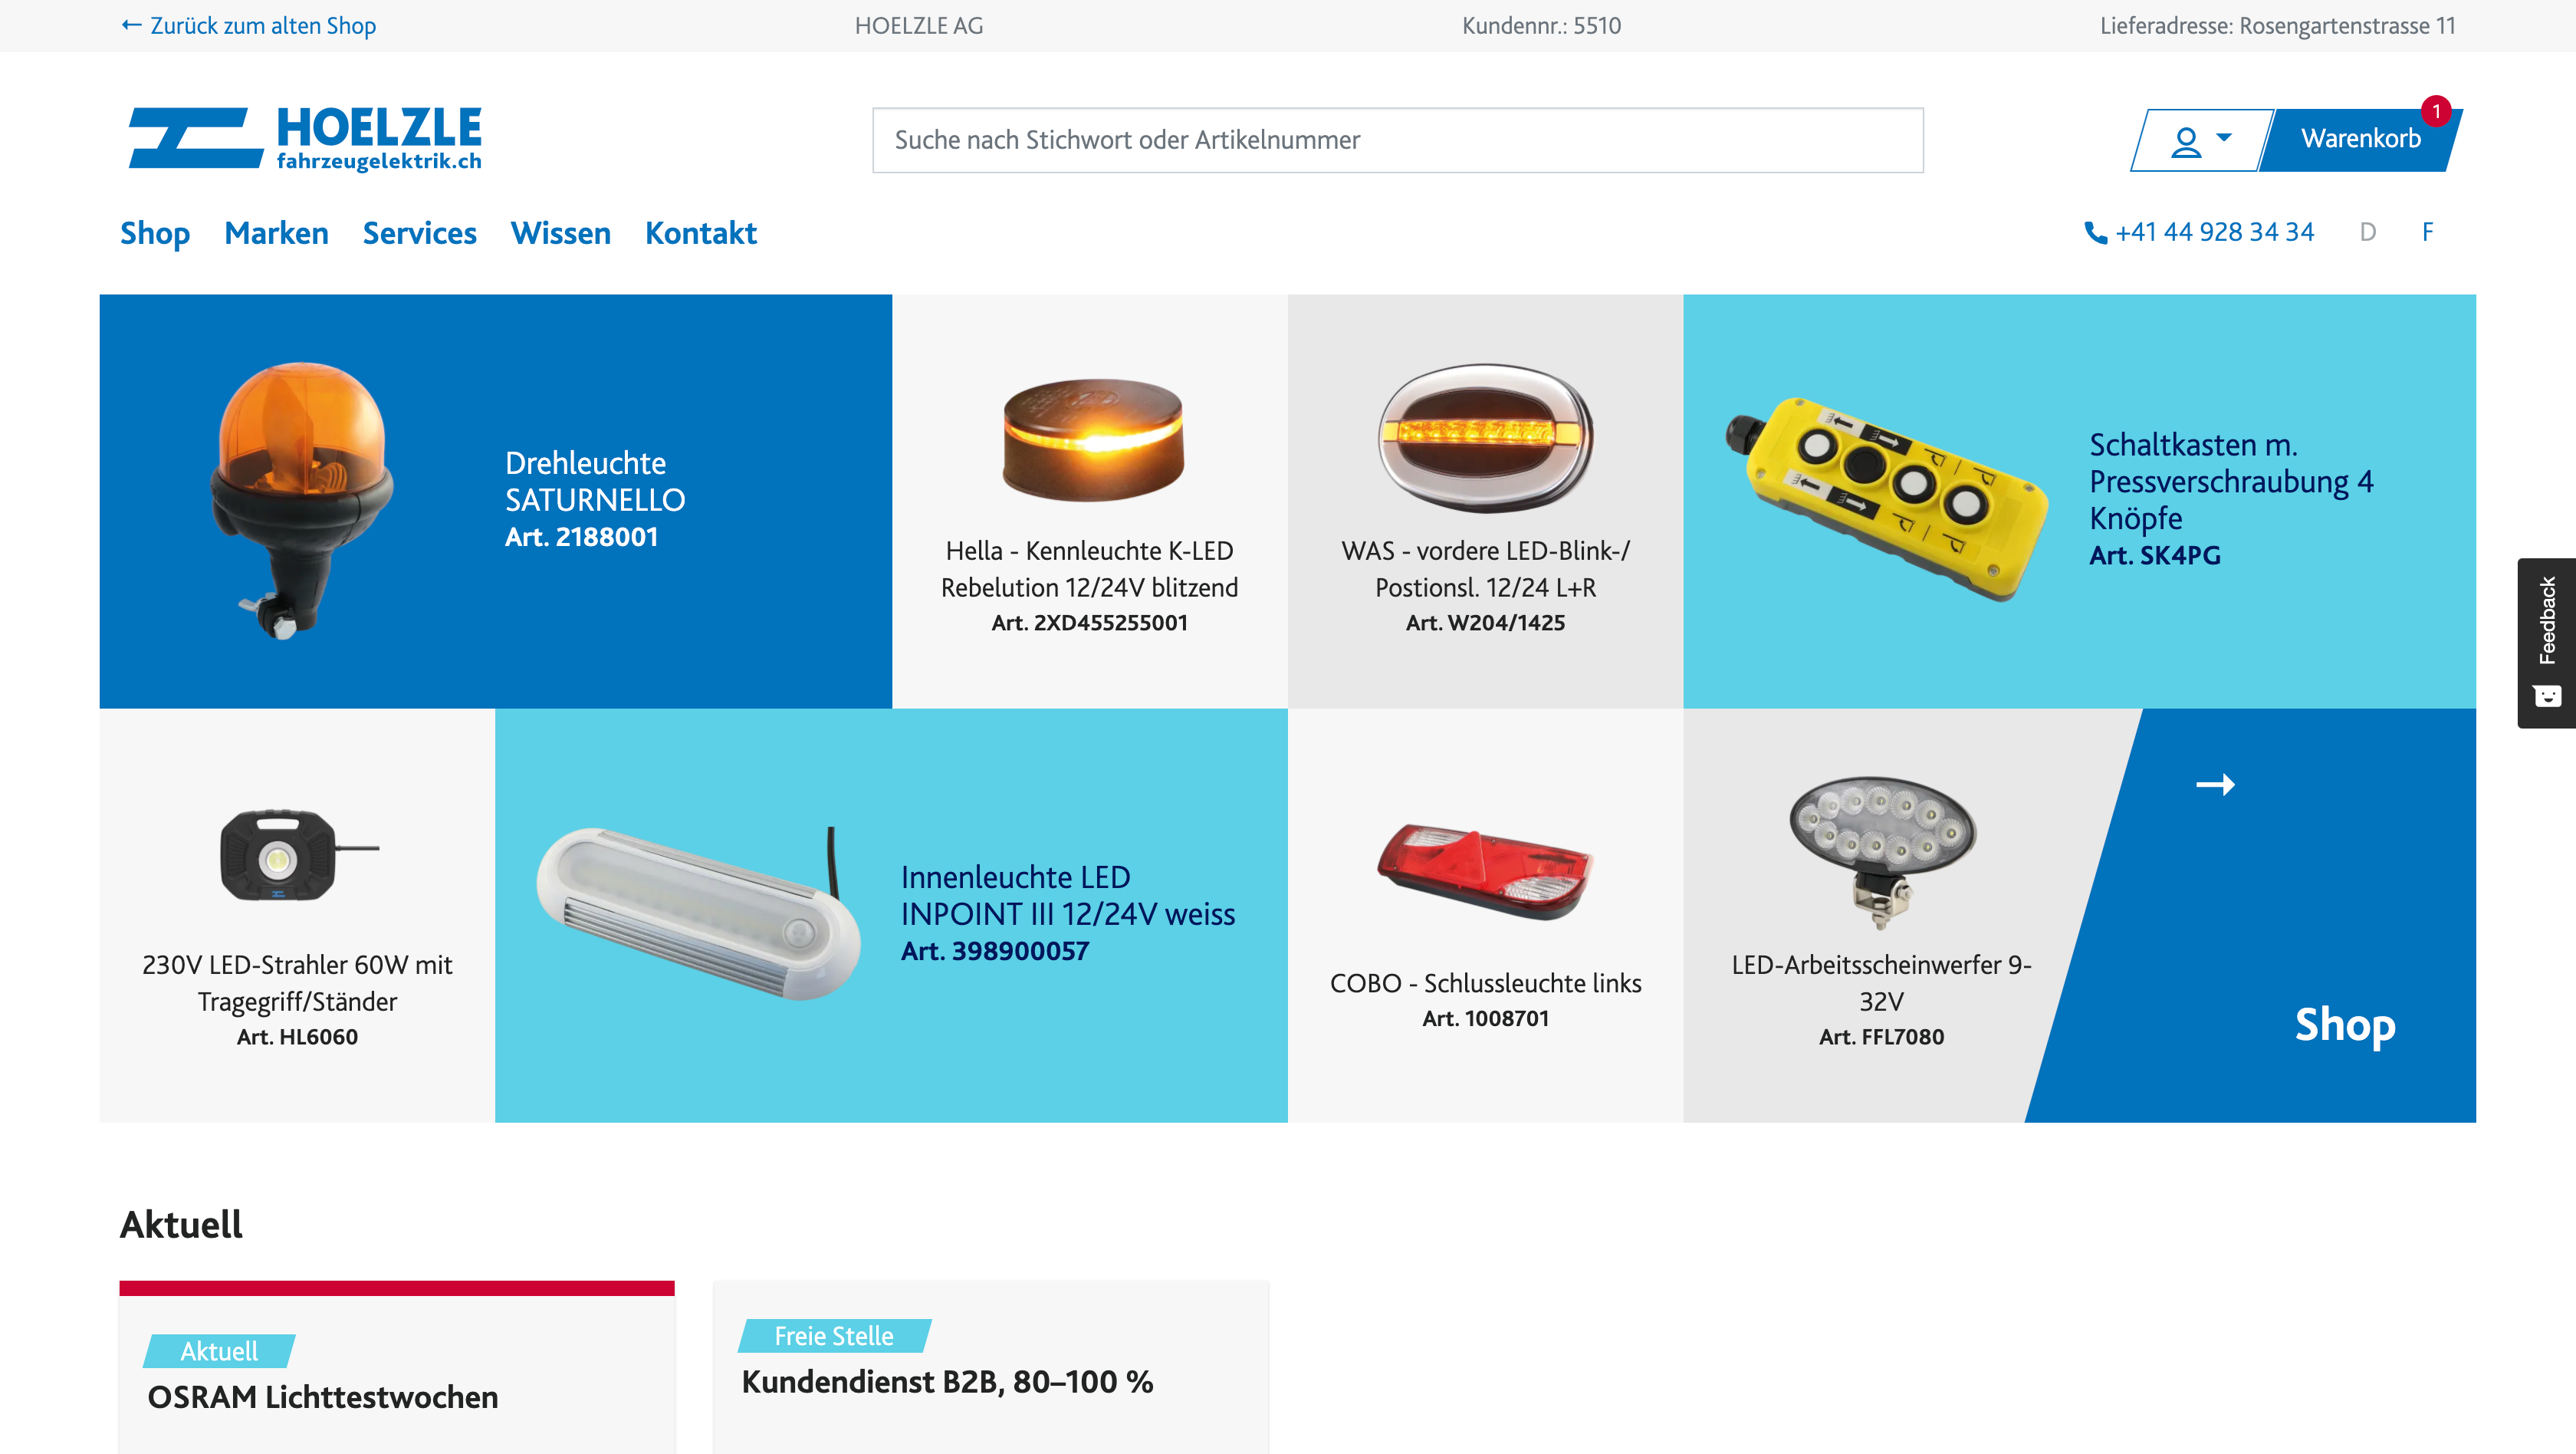 ← Zurück zum alten Shop
HOELZLE AG
Kundennr.: 5510
Lieferadresse: Rosengartenstrasse 11
HOELZLE
fahrzeugelektrik.ch
Suche nach Stichwort oder Artikelnummer
Warenkorb
1
Shop
Marken
Services
Wissen
Kontakt
+41 44 928 34 34
D
F
Drehleuchte
SATURNELLO
Art. 2188001
Hella - Kennleuchte K-LED
Rebelution 12/24V blitzend
Art. 2XD455255001
WAS - vordere LED-Blink-/
Postionsl. 12/24 L+R
Art. W204/1425
Schaltkasten m.
Pressverschraubung 4
Knöpfe
Art. SK4PG
Feedback
230V LED-Strahler 60W mit
Tragegriff/Ständer
Art. HL6060
Innenleuchte LED
INPOINT III 12/24V weiss
Art. 398900057
COBO - Schlussleuchte links
Art. 1008701
LED-Arbeitsscheinwerfer 9-
32V
Art. FFL7080
→
Shop
Aktuell
Aktuell
OSRAM Lichttestwochen
Freie Stelle
Kundendienst B2B, 80–100 %